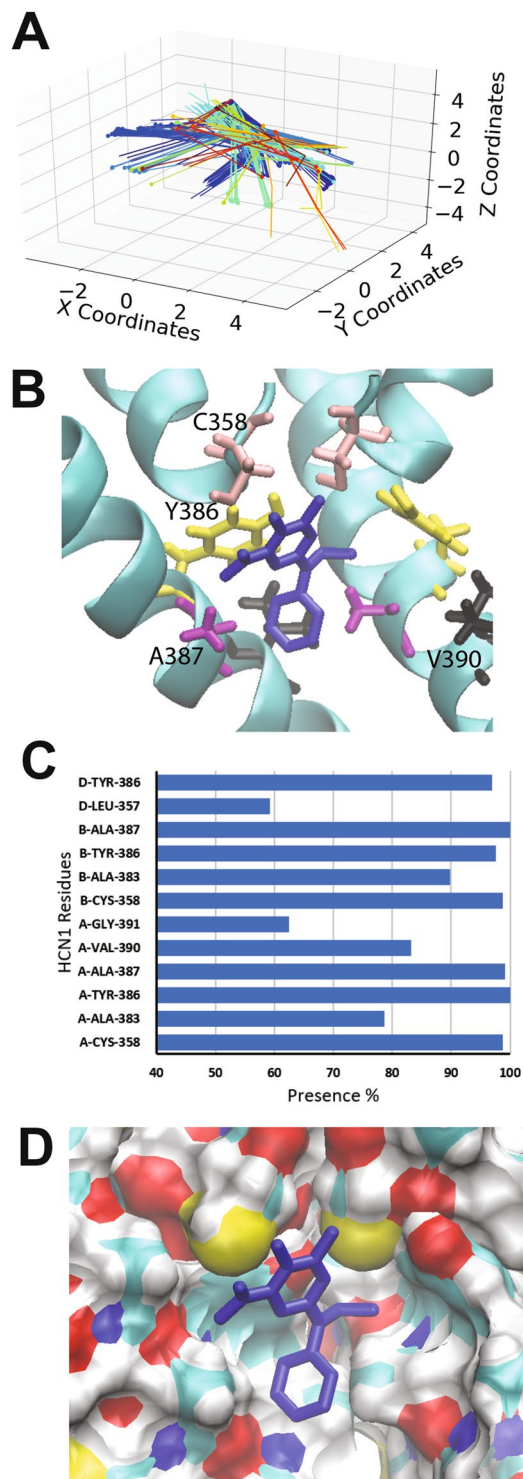 A
4
2
0
−2
−4
Z Coordinates
−2
0
2
4
X Coordinates
−2
0
2
4
Y Coordinates
B
C358
Y386
A387
V390
C
HCN1 Residues
D-TYR-386
D-LEU-357
B-ALA-387
B-TYR-386
B-ALA-383
B-CYS-358
A-GLY-391
A-VAL-390
A-ALA-387
A-TYR-386
A-ALA-383
A-CYS-358
40 50 60 70 80 90 100
Presence %
D